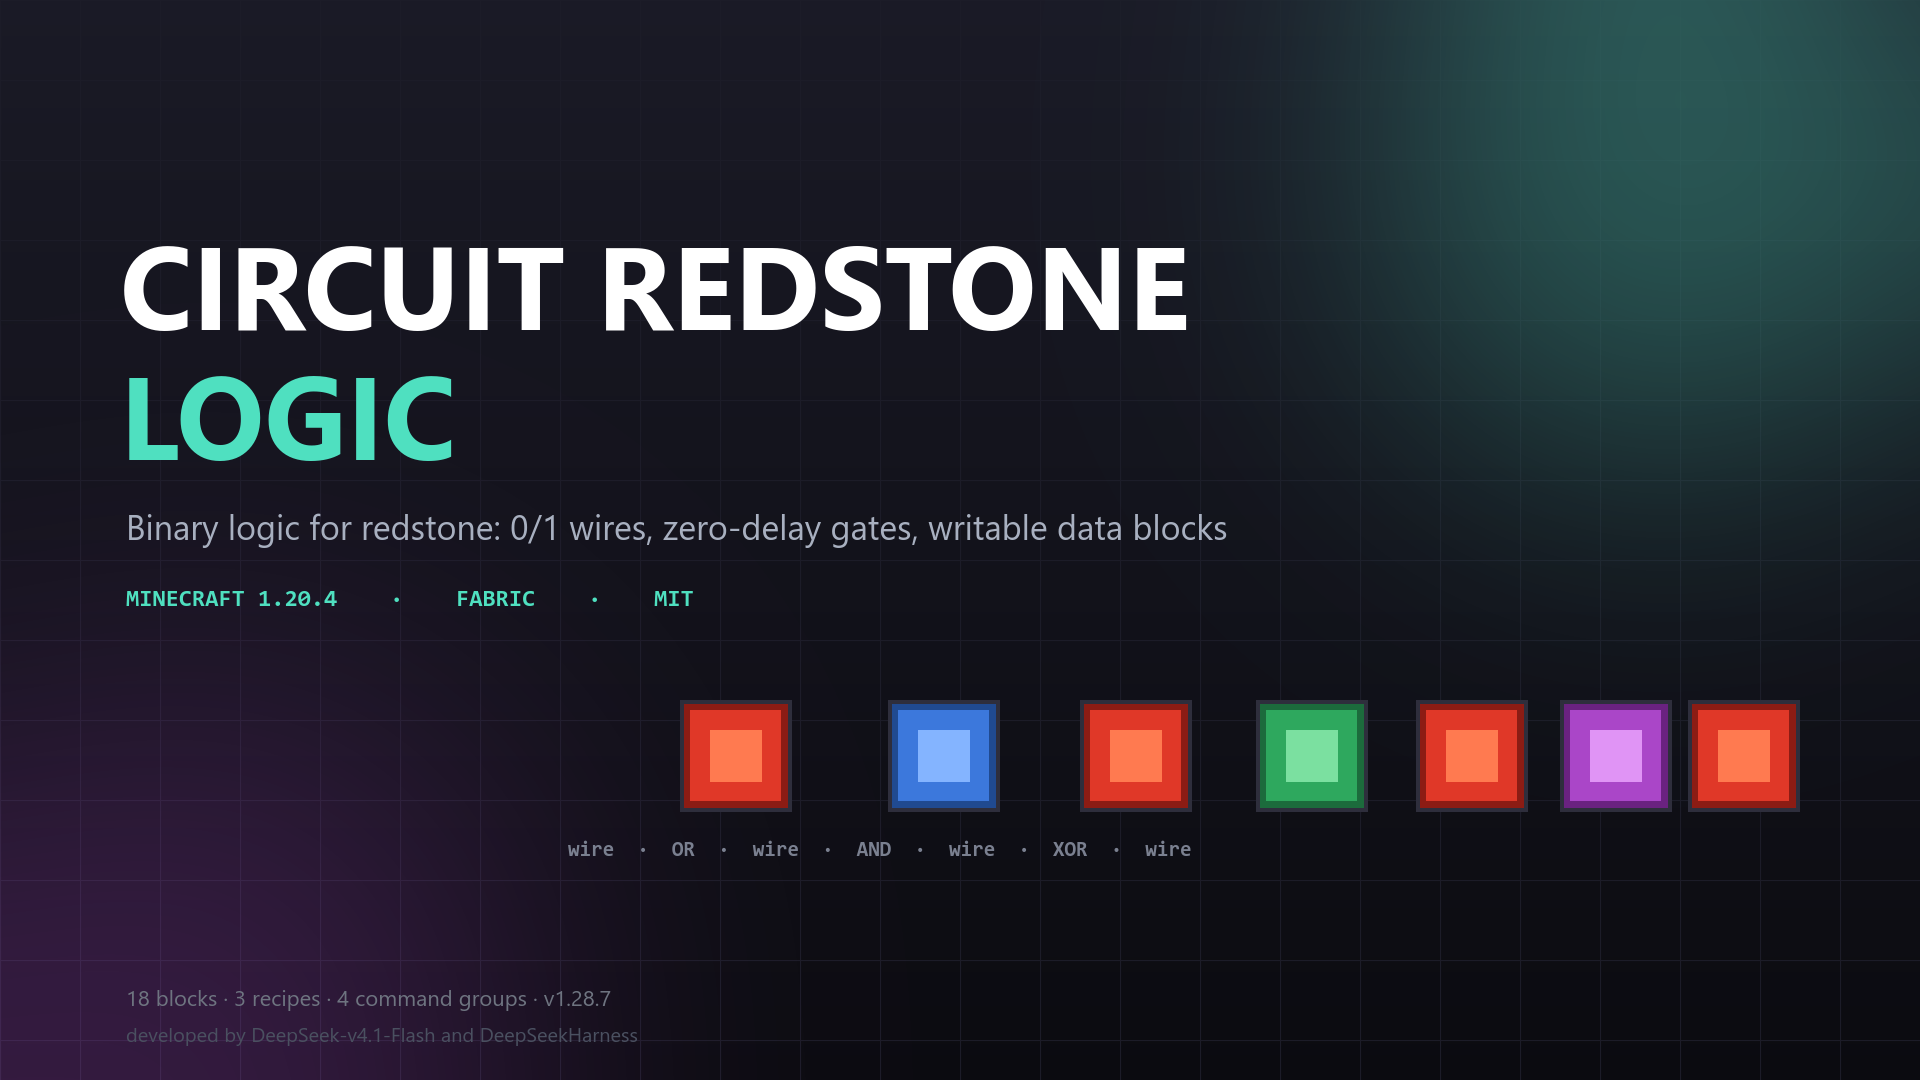 CIRCUIT REDSTONE
LOGIC
Binary logic for redstone: 0/1 wires, zero-delay gates, writable data blocks
MINECRAFT 1.20.4 · FABRIC · MIT
wire · OR · wire · AND · wire · XOR · wire
18 blocks · 3 recipes · 4 command groups · v1.28.7
developed by DeepSeek-v4.1-Flash and DeepSeekHarness